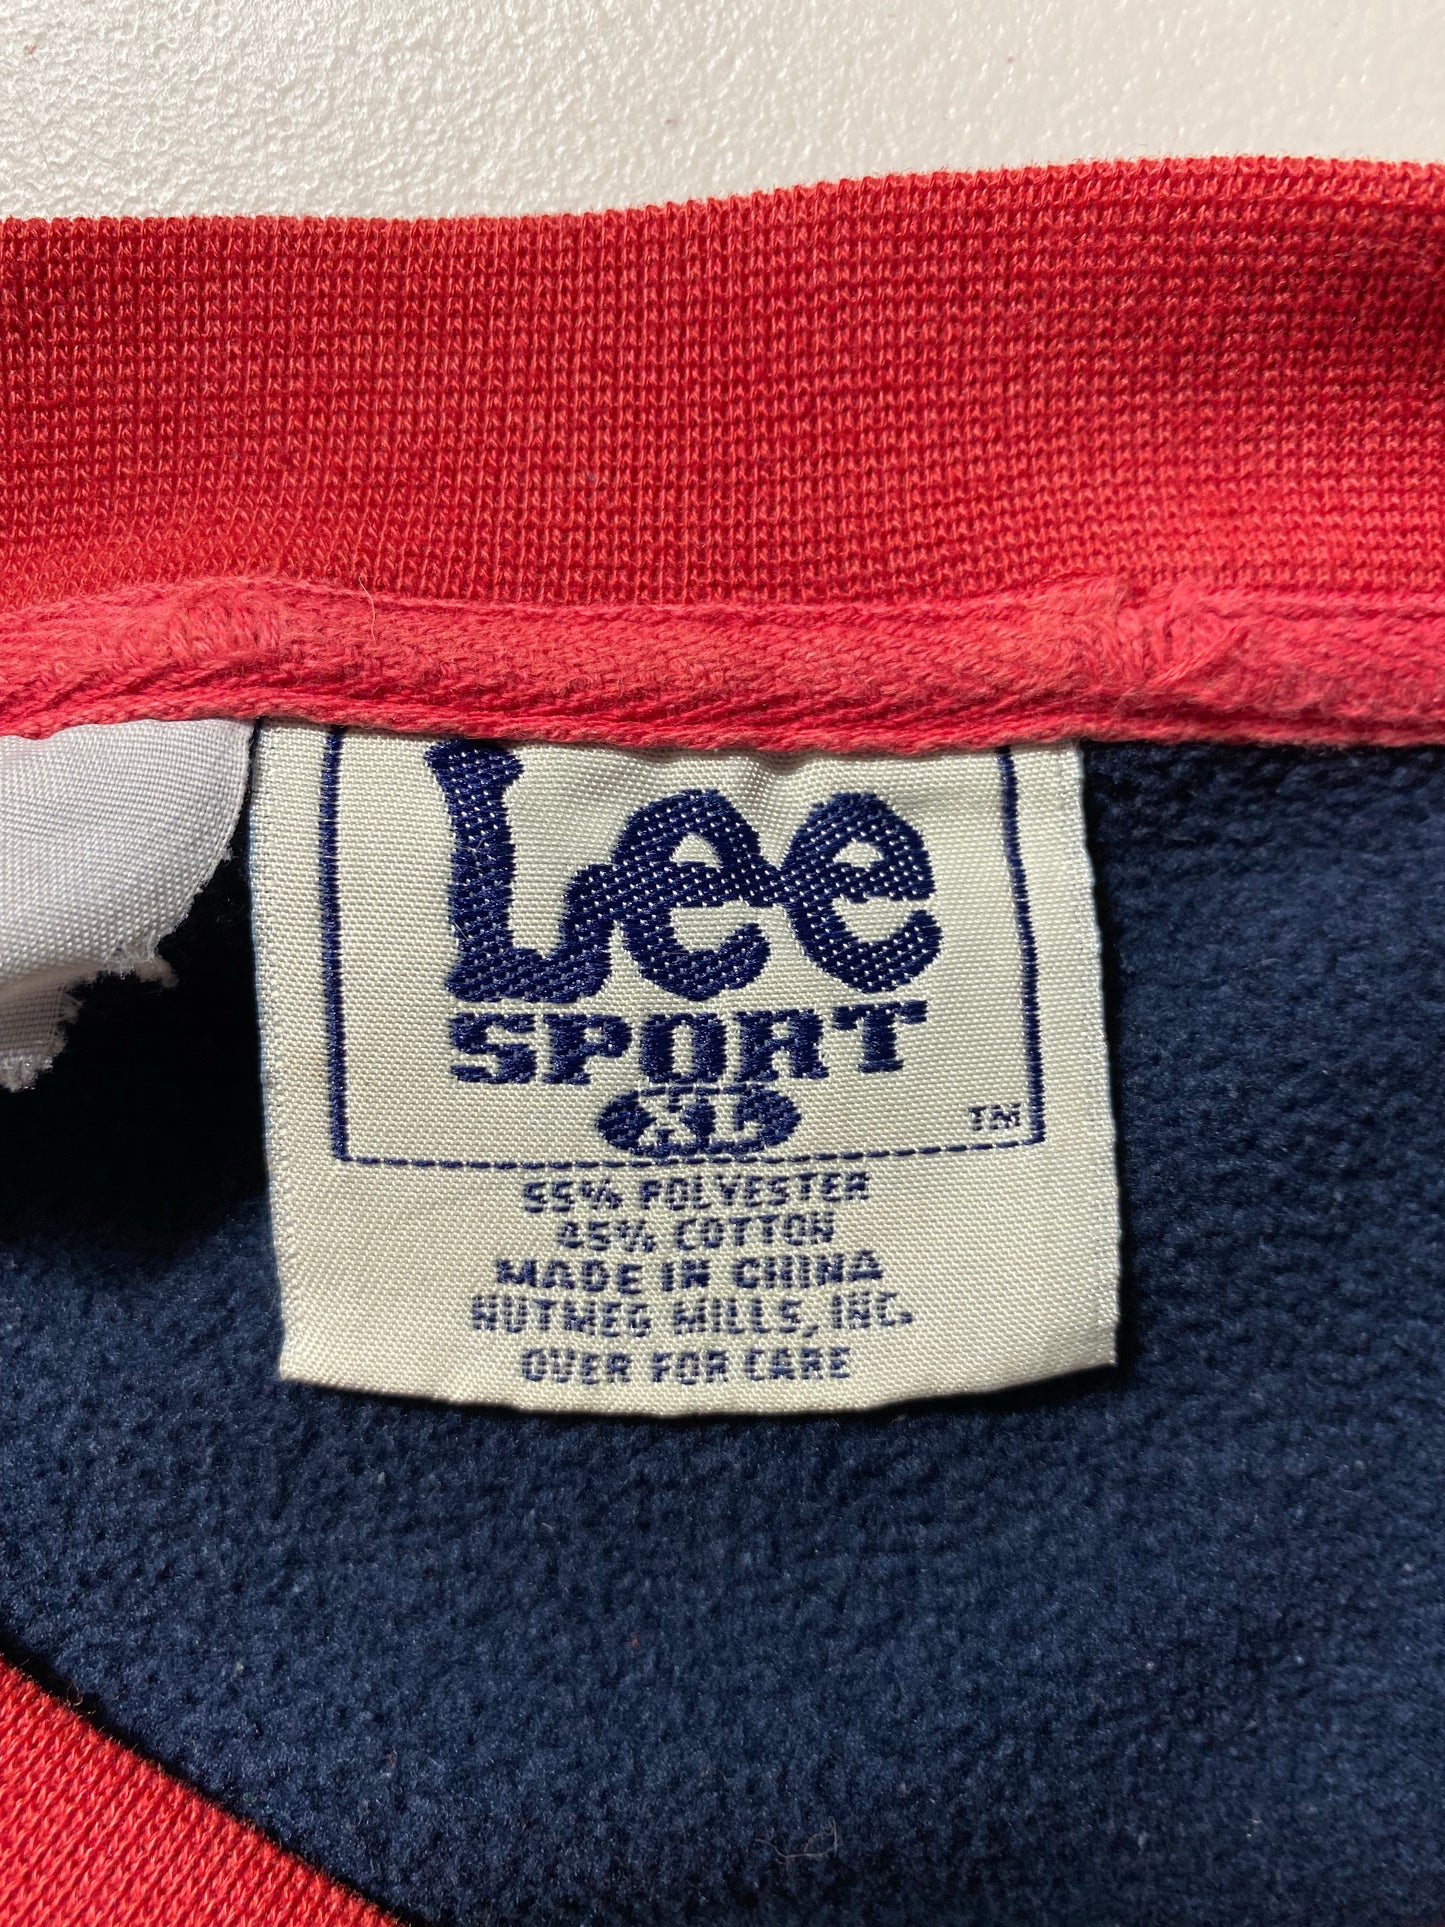 Lee
SPORT
XL
TM
55% POLYESTER
45% COTTON
MADE IN CHINA
NUTMEG MILLS, INC.
OVER FOR CARE